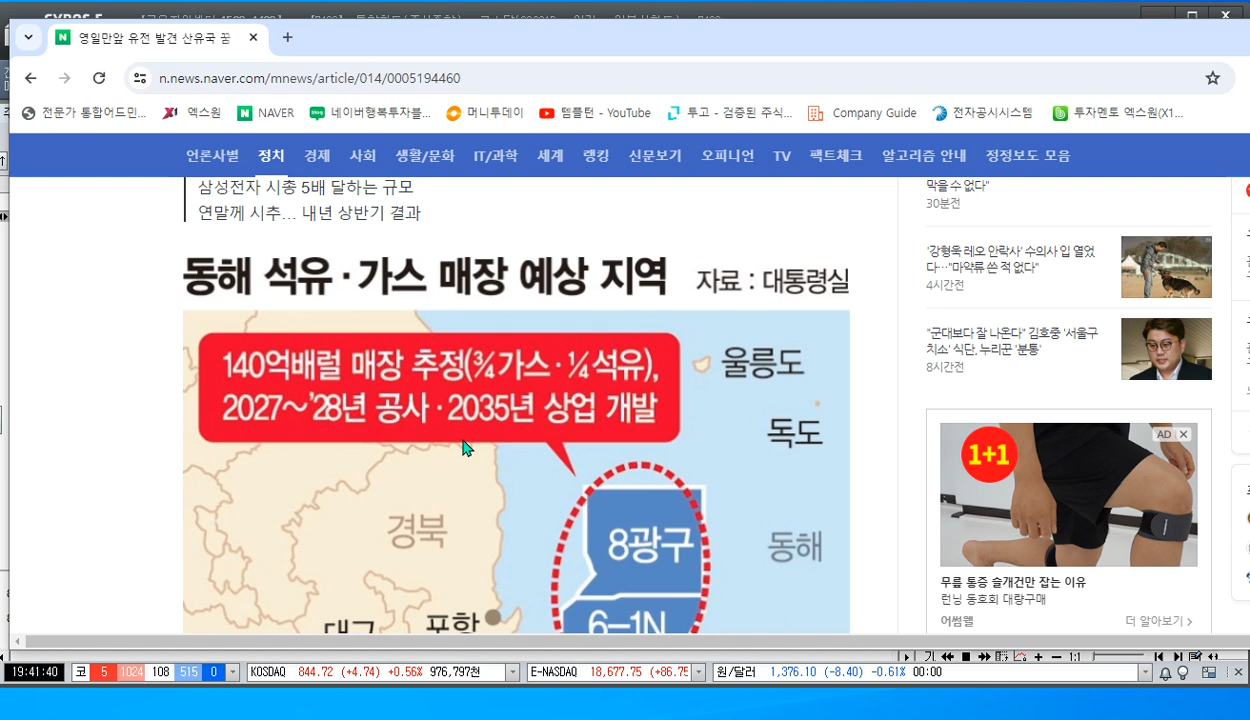 영일만앞 유전 발견 산유국 꿈
n.news.naver.com/mnews/article/014/0005194460
전문가 통합어드민...
엑스원
NAVER
네이버행복투자블...
머니투데이
템플턴 - YouTube
투고 - 검증된 주식...
Company Guide
전자공시시스템
투자멘토 엑스원(X1...
언론사별 정치 경제 사회 생활/문화 IT/과학 세계 랭킹 신문보기 오피니언 TV 팩트체크 알고리즘 안내 정정보도 모음
삼성전자 시총 5배 달하는 규모
연말께 시추... 내년 상반기 결과
동해 석유·가스 매장 예상 지역
자료 : 대통령실
140억배럴 매장 추정(¾가스·¼석유),
2027~'28년 공사·2035년 상업 개발
울릉도
독도
경북
8광구
동해
대구
포항
6-1N
막을 수 없다"
30분전
'강형욱 레오 안락사' 수의사 입 열었
다…"마약류 쓴 적 없다"
4시간전
"군대보다 잘 나온다" 김호중 '서울구
치소' 식단, 누리꾼 '분통'
8시간전
AD
1+1
무릎 통증 슬개건만 잡는 이유
런닝 동호회 대량구매
어썸웰
더 알아보기
1:1
19:41:40
코 5 1024 108 515 0
KOSDAQ 844.72 (+4.74) +0.56% 976,797천
E-NASDAQ 18,677.75 (+86.75
원/달러 1,376.10 (-8.40) -0.61% 00:00